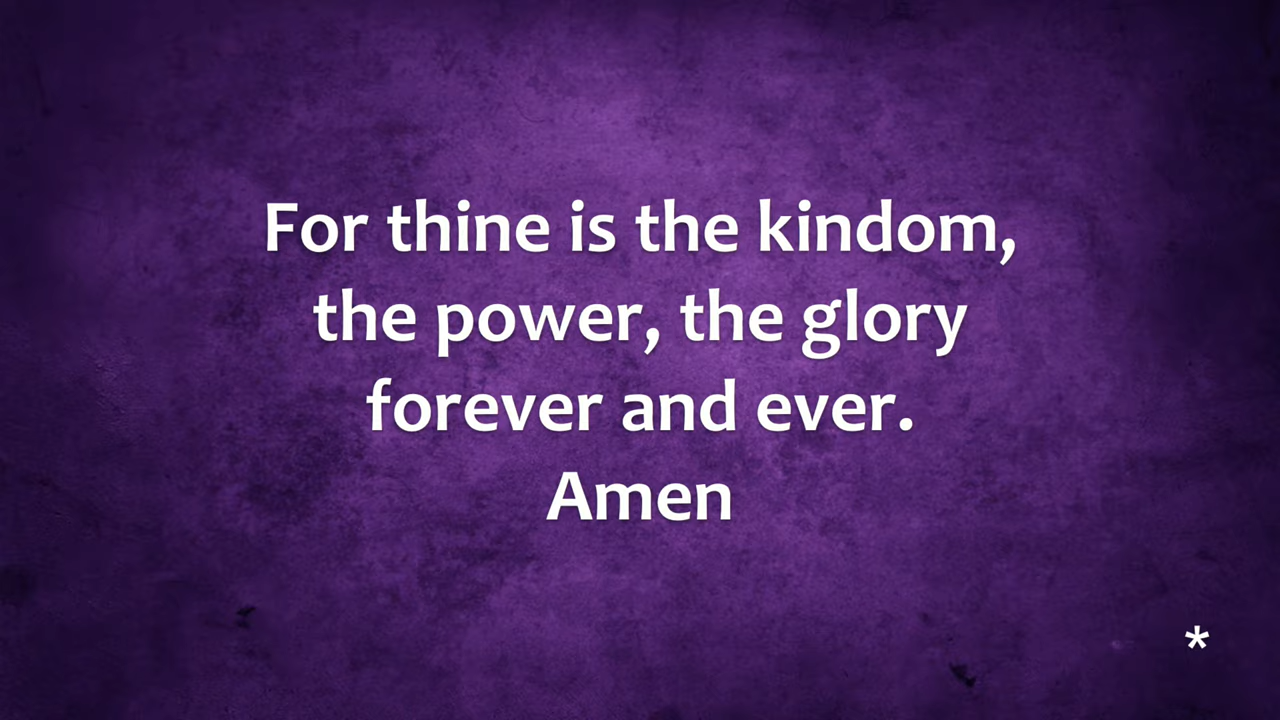 For thine is the kindom,
the power, the glory
forever and ever.
Amen
*